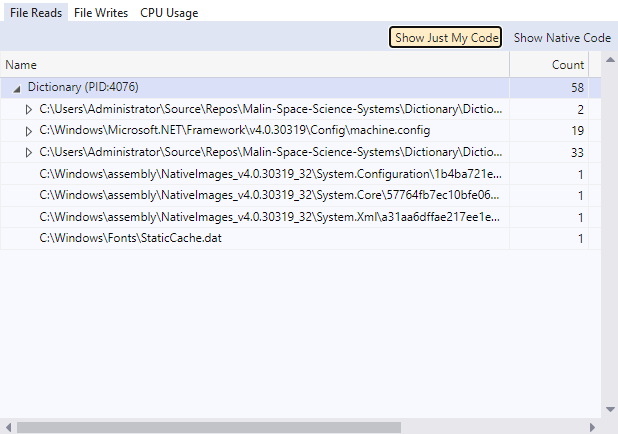 File Reads File Writes CPU Usage
Show Just My Code Show Native Code
Name Count
Dictionary (PID:4076) 58
C:\Users\Administrator\Source\Repos\Malin-Space-Science-Systems\Dictionary\Dictio... 2
C:\Windows\Microsoft.NET\Framework\v4.0.30319\Config\machine.config 19
C:\Users\Administrator\Source\Repos\Malin-Space-Science-Systems\Dictionary\Dictio... 33
C:\Windows\assembly\NativeImages_v4.0.30319_32\System.Configuration\1b4ba721e... 1
C:\Windows\assembly\NativeImages_v4.0.30319_32\System.Core\57764fb7ec10bfe06... 1
C:\Windows\assembly\NativeImages_v4.0.30319_32\System.Xml\a31aa6dffae217ee1e... 1
C:\Windows\Fonts\StaticCache.dat 1